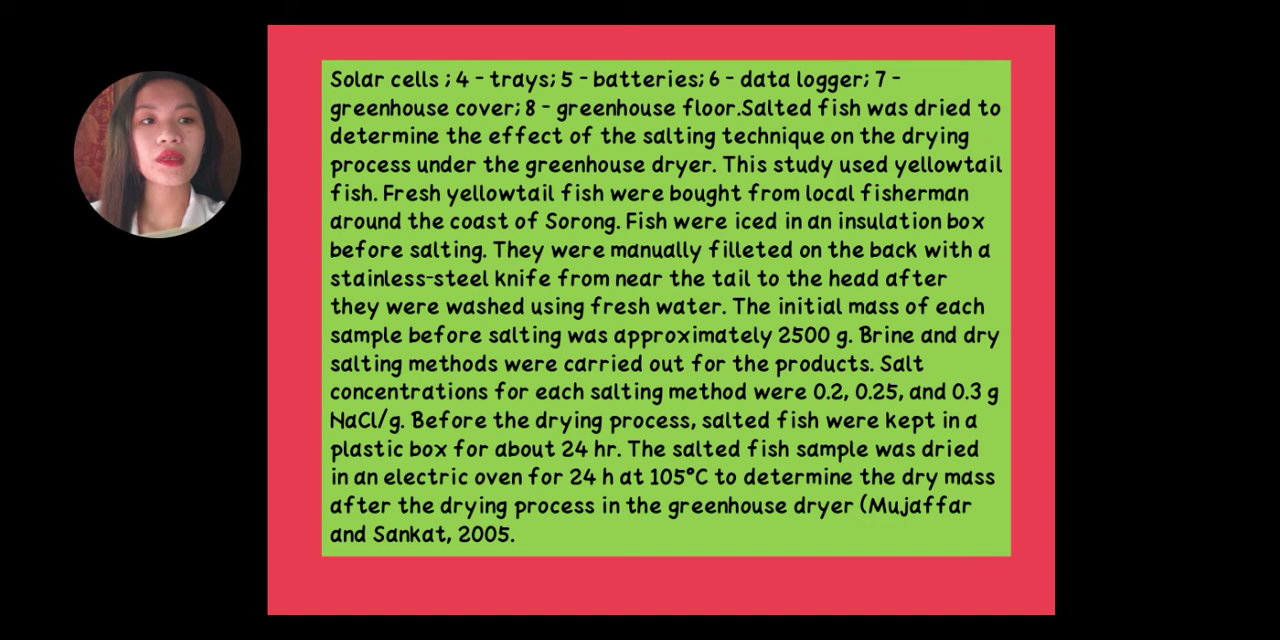 Solar cells ; 4 - trays; 5 - batteries; 6 - data logger; 7 -
greenhouse cover; 8 - greenhouse floor.Salted fish was dried to
determine the effect of the salting technique on the drying
process under the greenhouse dryer. This study used yellowtail
fish. Fresh yellowtail fish were bought from local fisherman
around the coast of Sorong. Fish were iced in an insulation box
before salting. They were manually filleted on the back with a
stainless-steel knife from near the tail to the head after
they were washed using fresh water. The initial mass of each
sample before salting was approximately 2500 g. Brine and dry
salting methods were carried out for the products. Salt
concentrations for each salting method were 0.2, 0.25, and 0.3 g
NaCl/g. Before the drying process, salted fish were kept in a
plastic box for about 24 hr. The salted fish sample was dried
in an electric oven for 24 h at 105°C to determine the dry mass
after the drying process in the greenhouse dryer (Mujaffar
and Sankat, 2005.